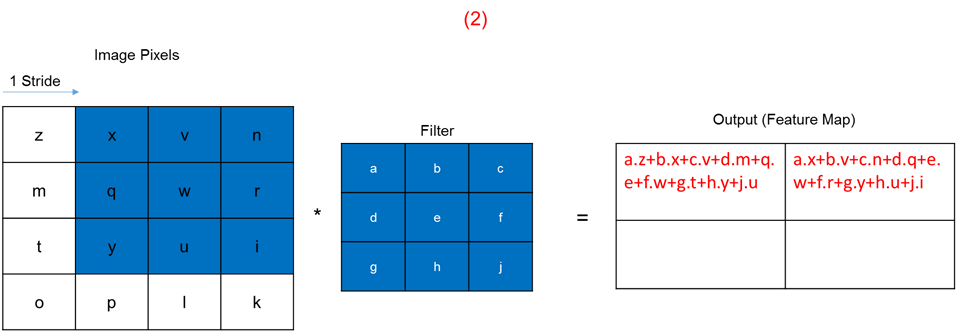 (2)
Image Pixels
1 Stride
z x v n
m q w r
t y u i
o p l k
*
Filter
a b c
d e f
g h j
=
Output (Feature Map)
a.z+b.x+c.v+d.m+q.
e+f.w+g.t+h.y+j.u
a.x+b.v+c.n+d.q+e.
w+f.r+g.y+h.u+j.i